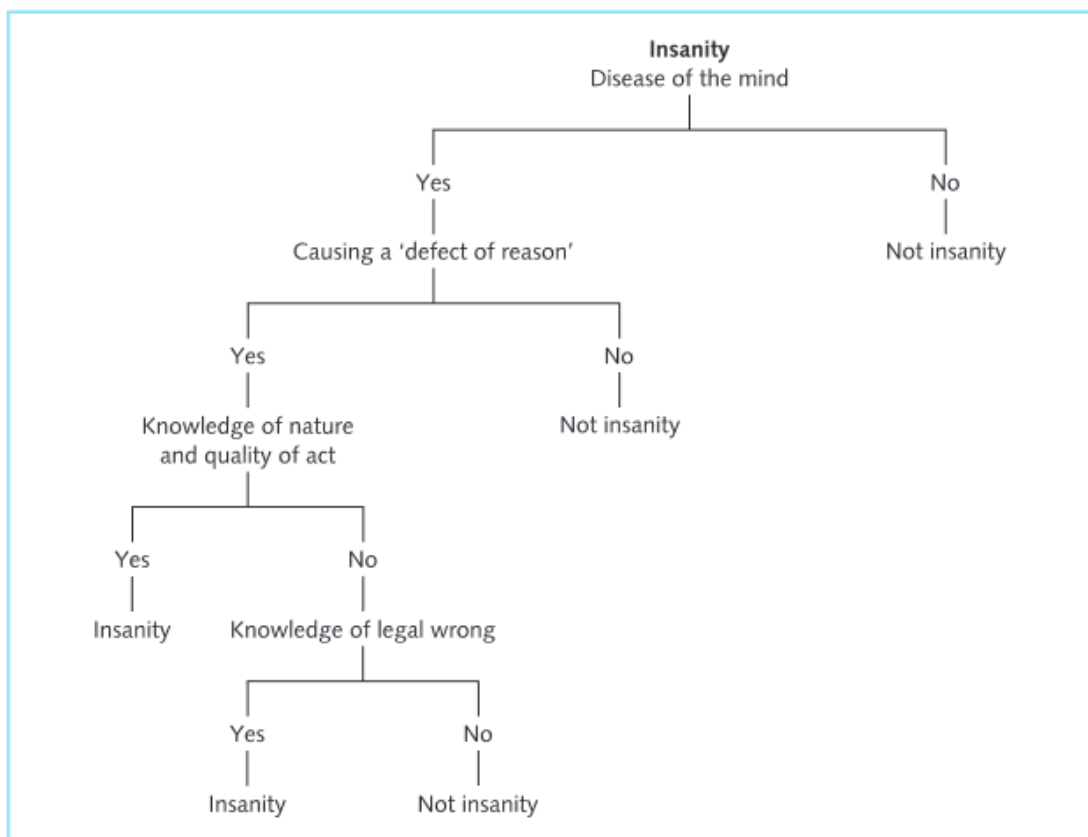 Insanity
Disease of the mind
Yes
No
Causing a ‘defect of reason’
Not insanity
Yes
No
Knowledge of nature
and quality of act
Not insanity
Yes
No
Insanity
Knowledge of legal wrong
Yes
No
Insanity
Not insanity